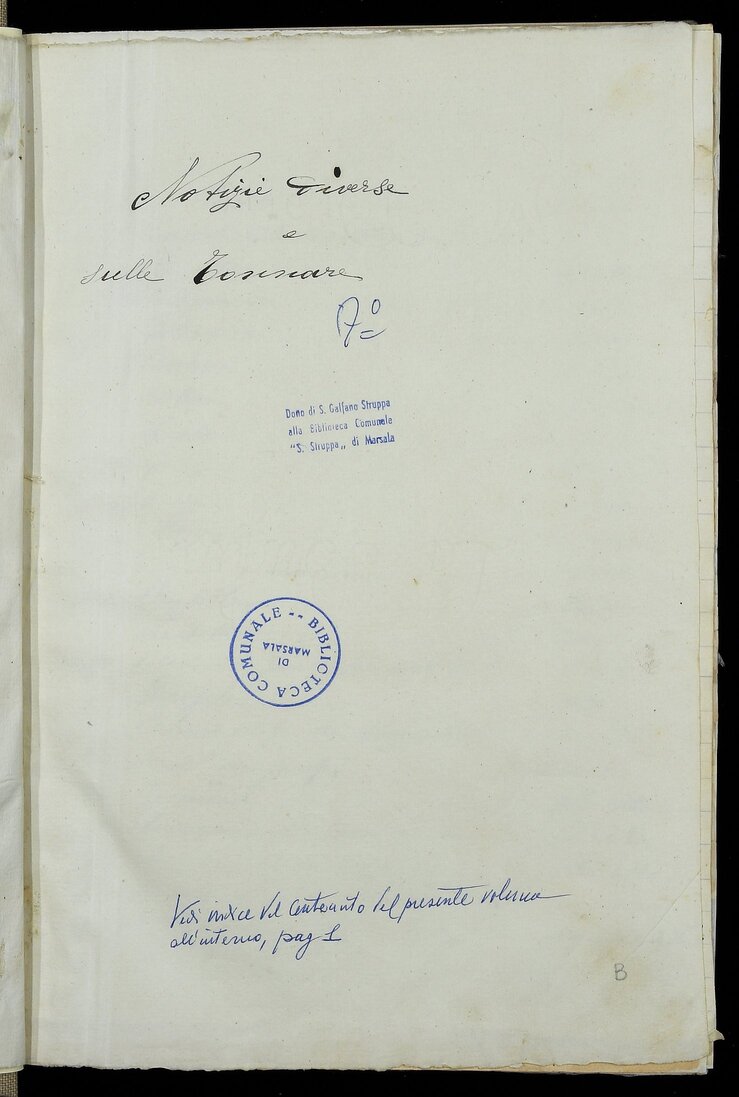 Notizie diverse
e
sulle Tonnare
7º
Dono di S. Galfano Struppa
alla Biblioteca Comunale
"S. Struppa„ di Marsala
BIBLIOTECA COMUNALE --
DI
MARSALA
Vedi indice del contenuto del presente volume
all'interno, pag 1
B